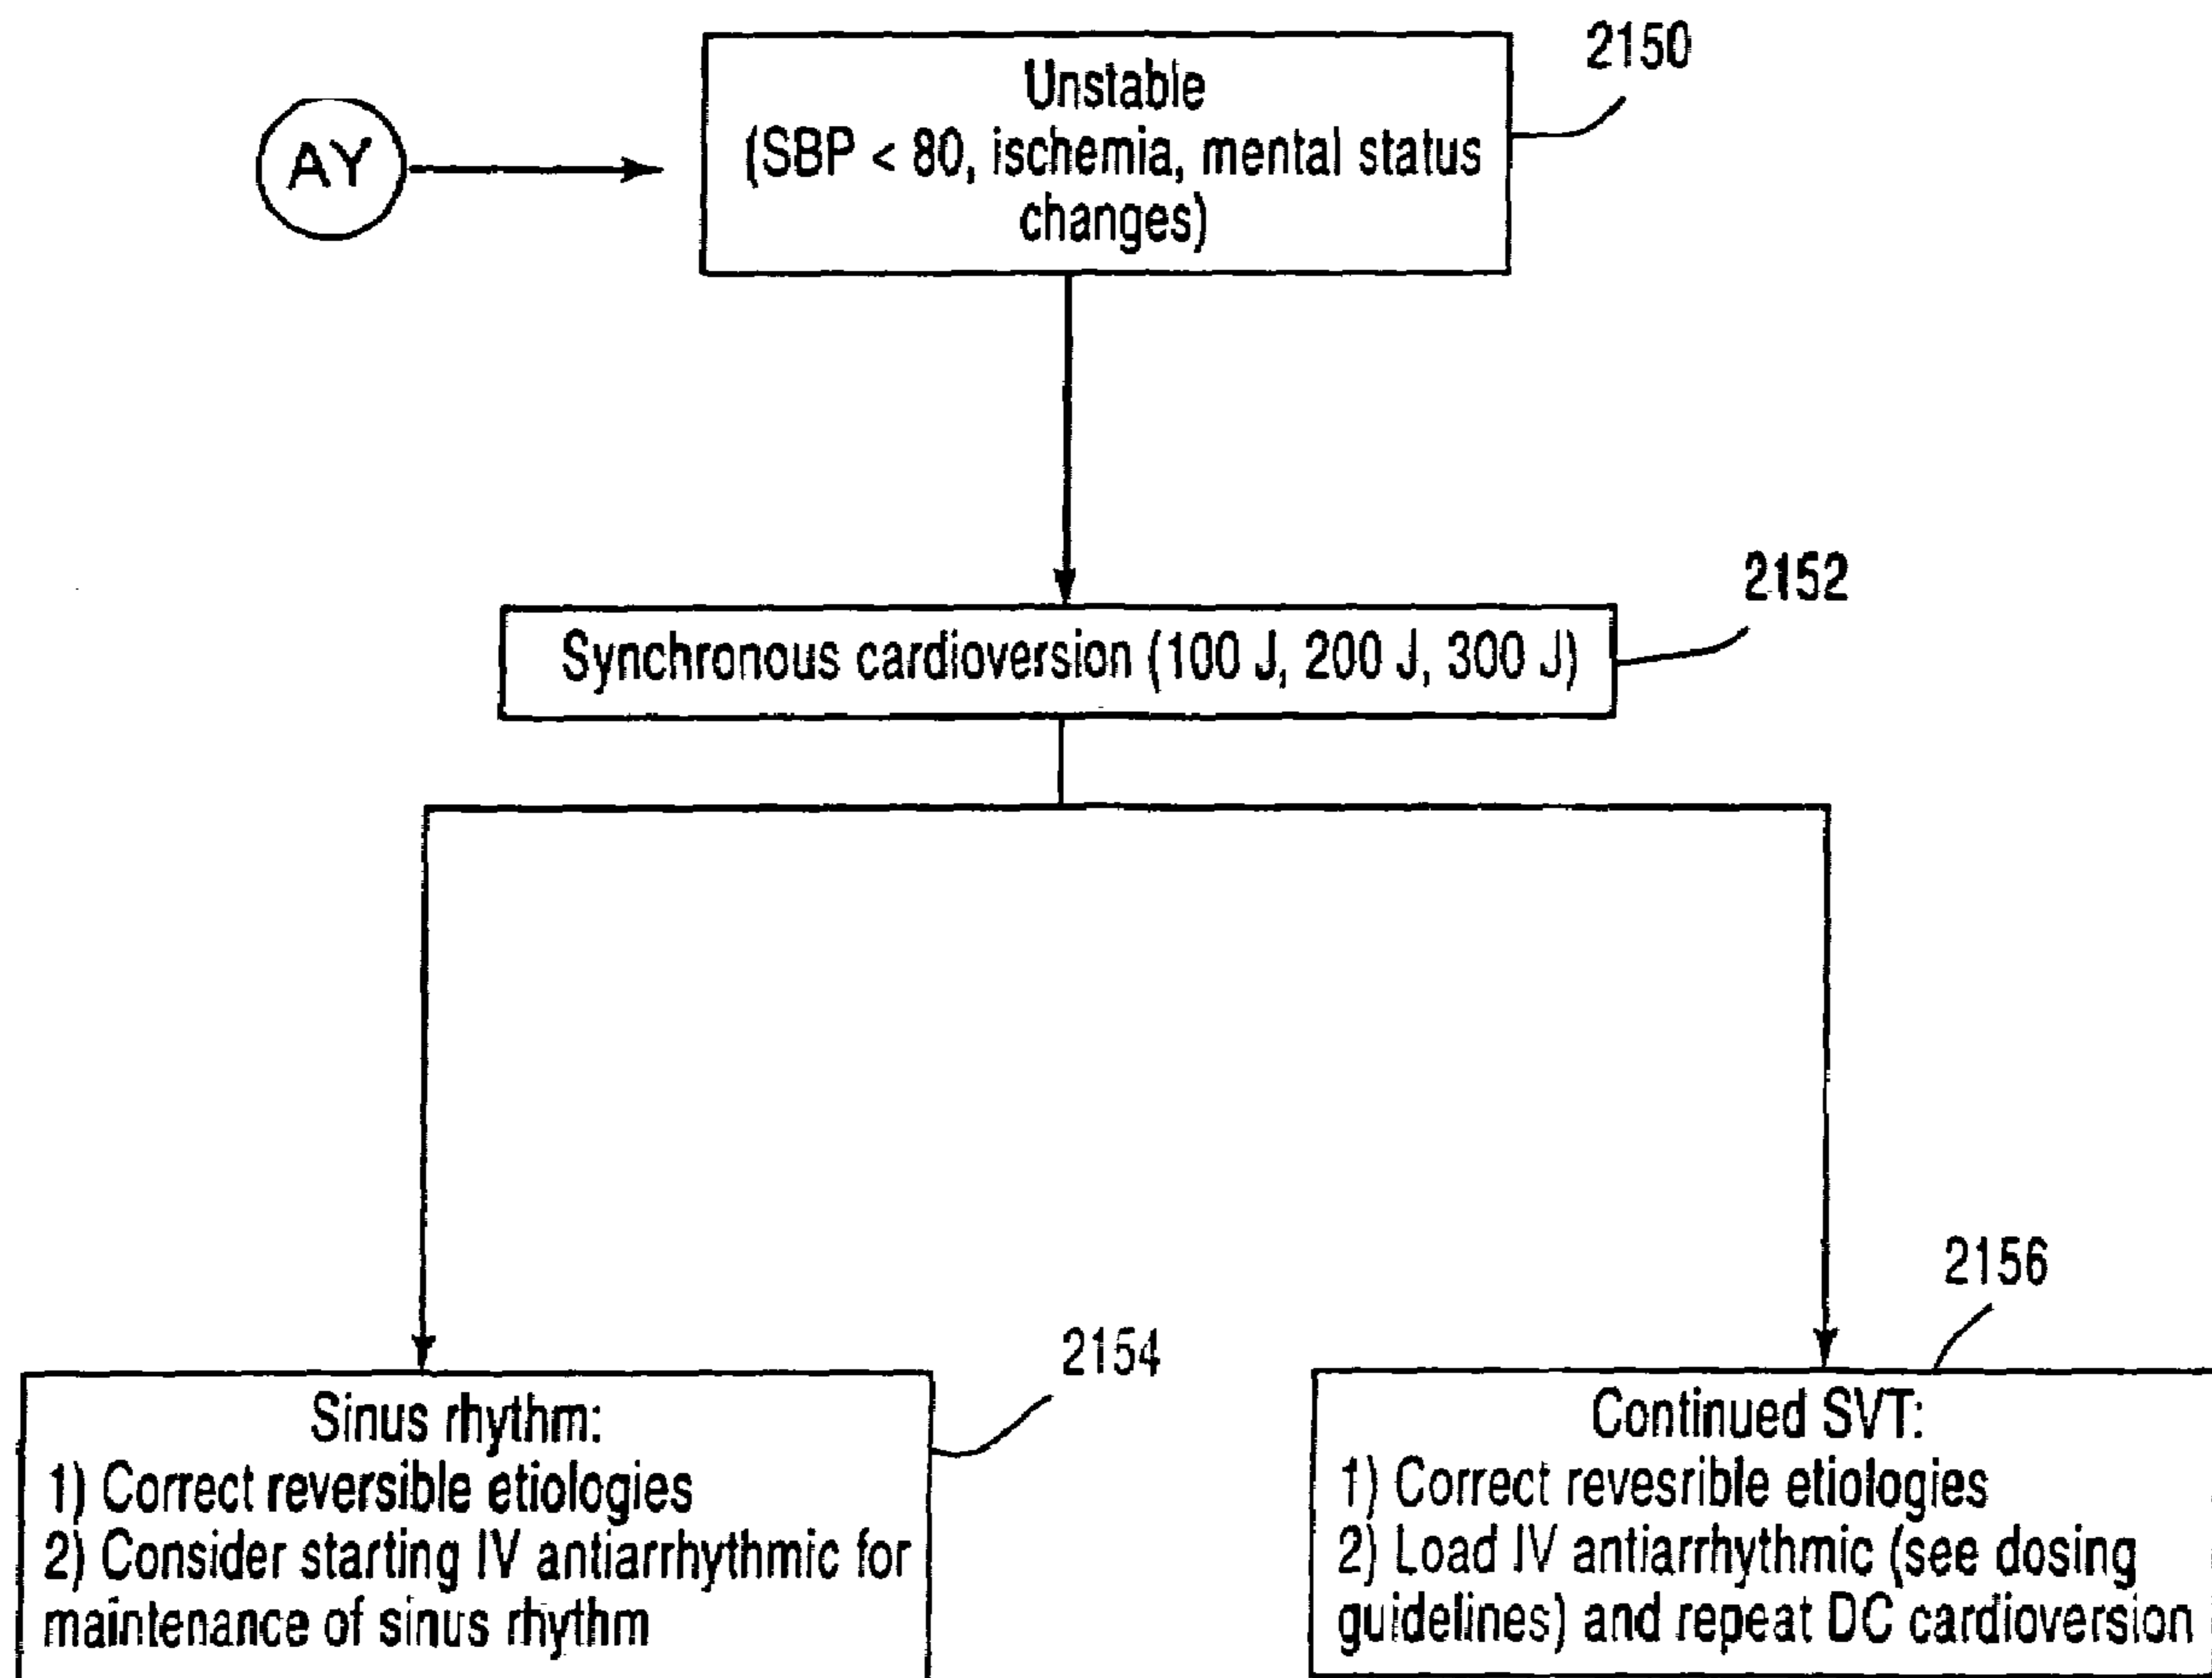 2150
Unstable
(SBP < 80, ischemia, mental status
changes)
AY
2152
Synchronous cardioversion (100 J, 200 J, 300 J)
2154
Sinus rhythm:
1) Correct reversible etiologies
2) Consider starting IV antiarrhythmic for
maintenance of sinus rhythm
2156
Continued SVT:
1) Correct revesrible etiologies
2) Load IV antiarrhythmic (see dosing
guidelines) and repeat DC cardioversion